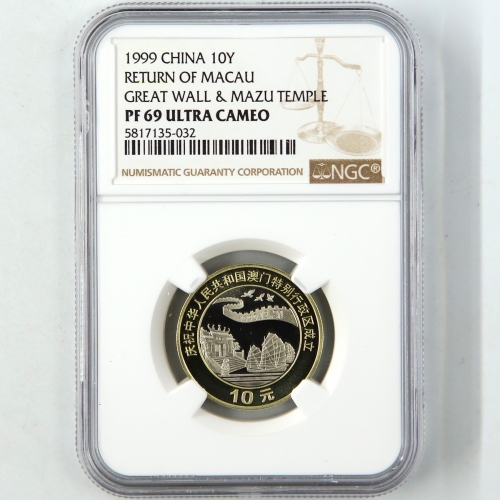 1999 CHINA 10Y
RETURN OF MACAU
GREAT WALL & MAZU TEMPLE
PF 69 ULTRA CAMEO
5817135-032
NUMISMATIC GUARANTY CORPORATION
NGC®
庆祝中华人民共和国澳门特别行政区成立
10元